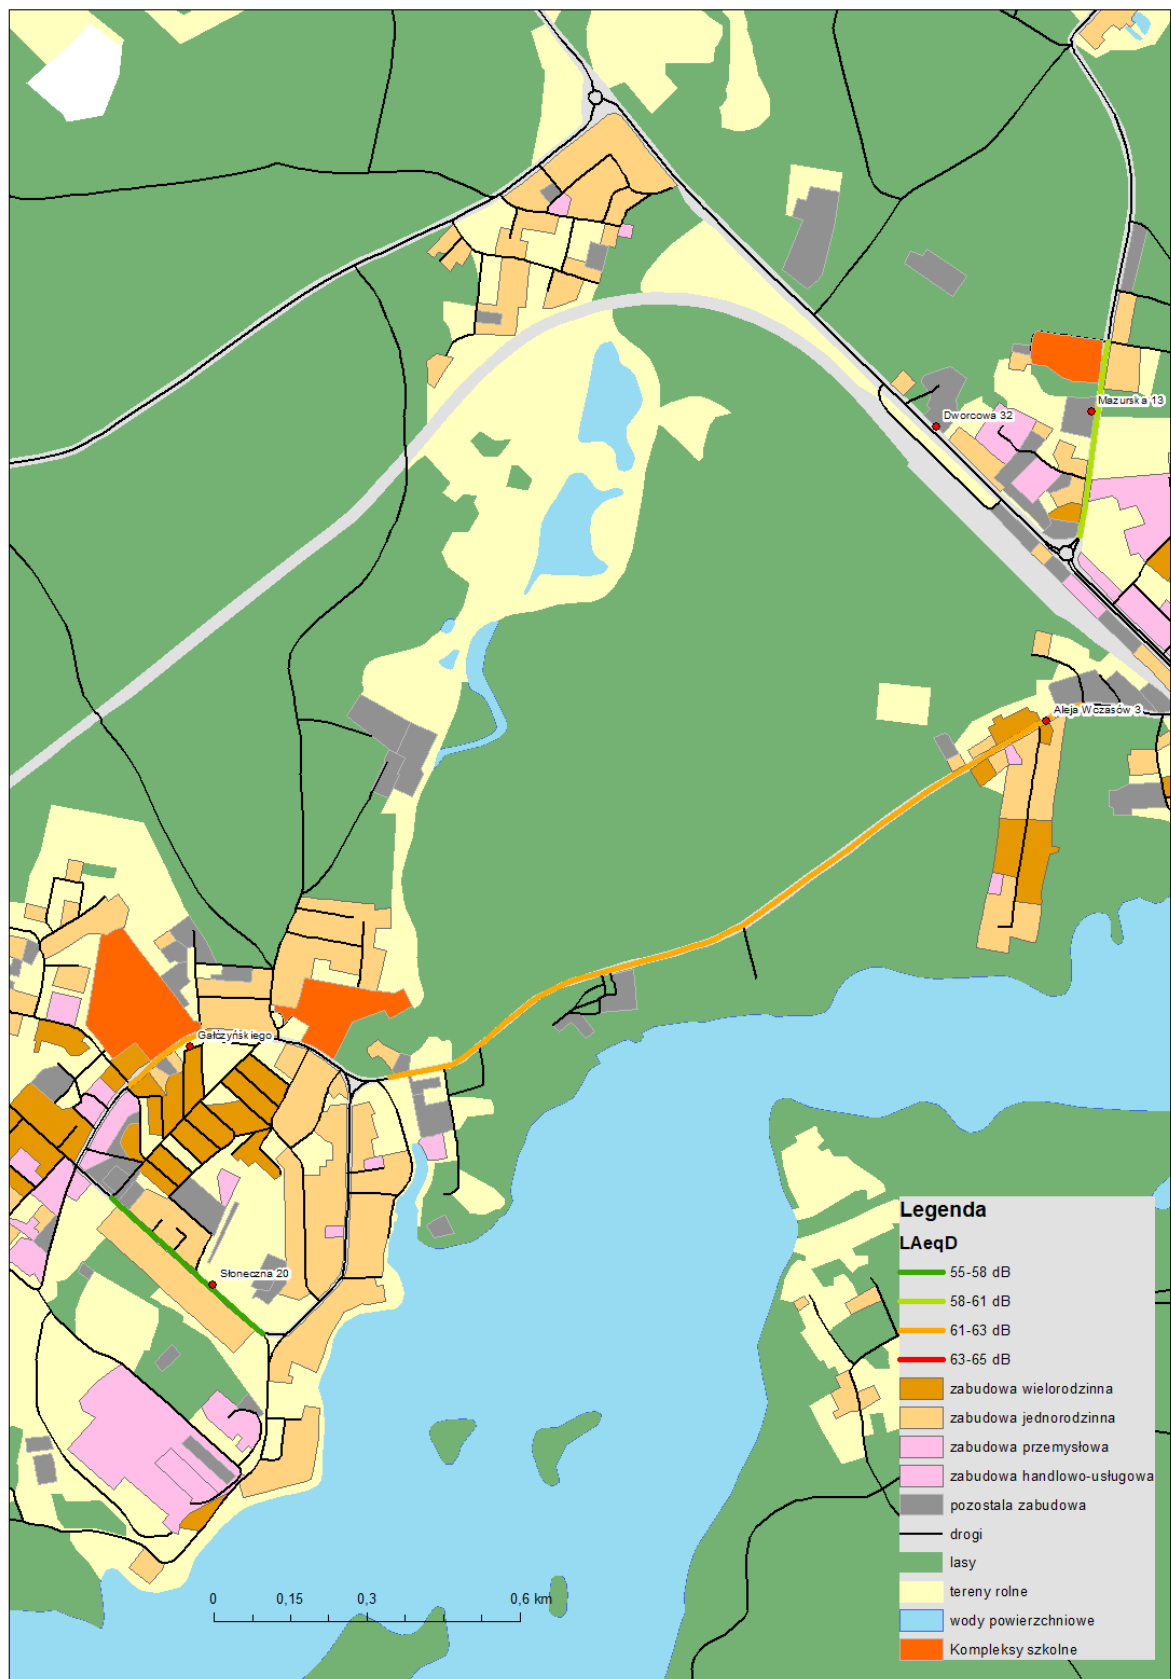 Mazurska 13
Dworcowa 32
Aleja Wczasów 3
Gałczyńskiego
Słoneczna 20
Legenda
LAeqD
55-58 dB
58-61 dB
61-63 dB
63-65 dB
zabudowa wielorodzinna
zabudowa jednorodzinna
zabudowa przemysłowa
zabudowa handlowo-usługowa
pozostala zabudowa
drogi
lasy
tereny rolne
wody powierzchniowe
Kompleksy szkolne
0 0,15 0,3 0,6 km